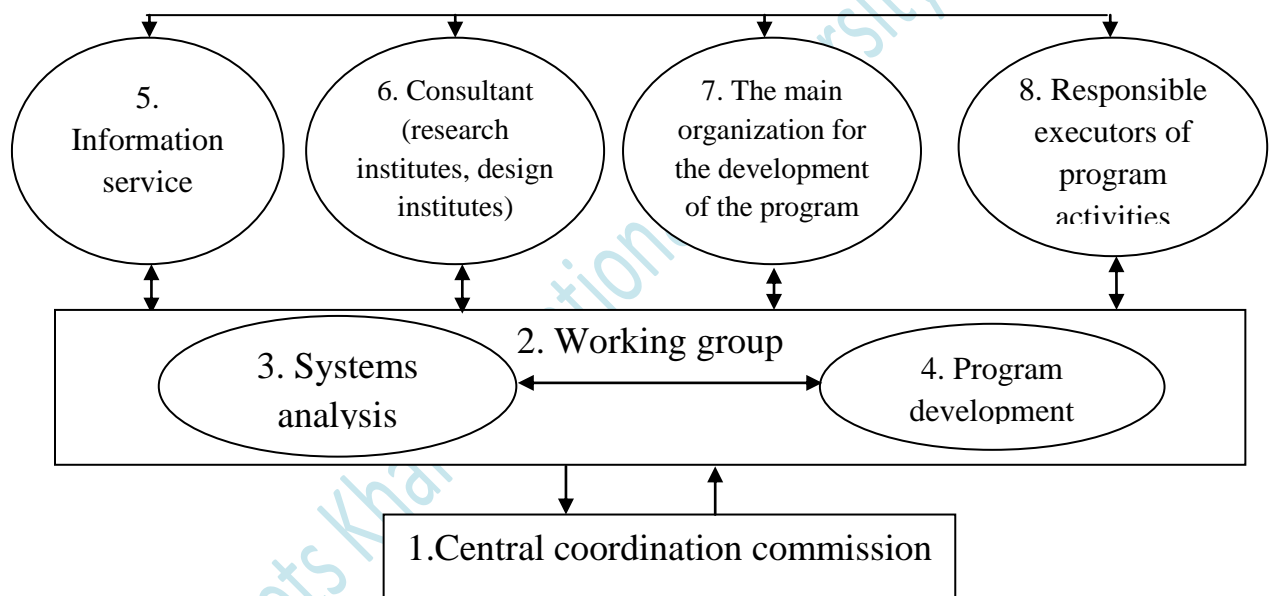 5.
Information
service
6. Consultant
(research
institutes, design
institutes)
7. The main
organization for
the development
of the program
8. Responsible
executors of
program
activities
2. Working group
3. Systems
analysis
4. Program
development
1.Central coordination commission